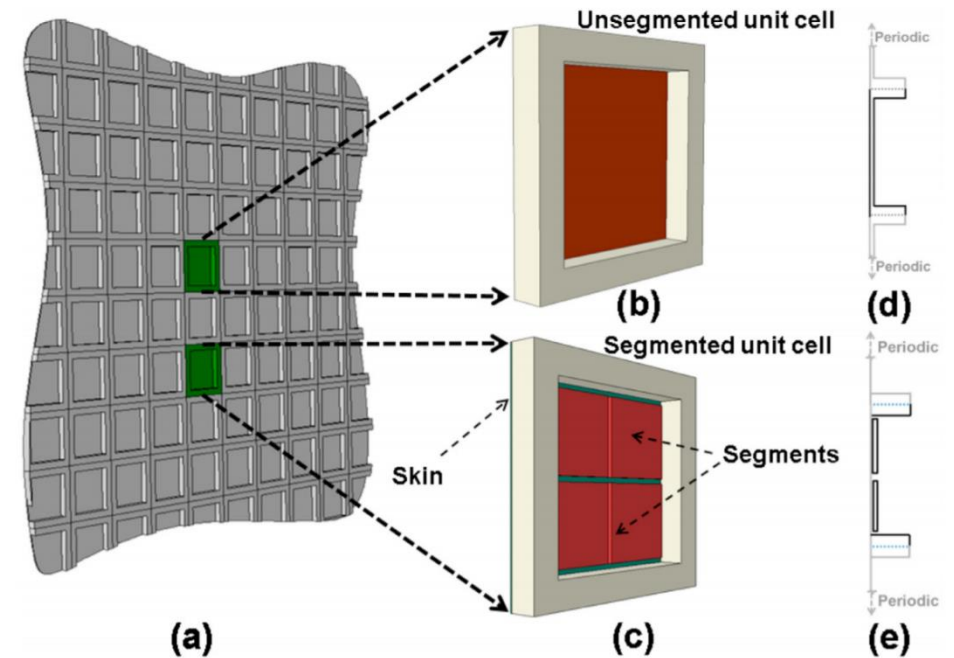 Unsegmented unit cell
Periodic
Periodic
(b)
(d)
Segmented unit cell
Periodic
Skin
Segments
Periodic
(a)
(c)
(e)